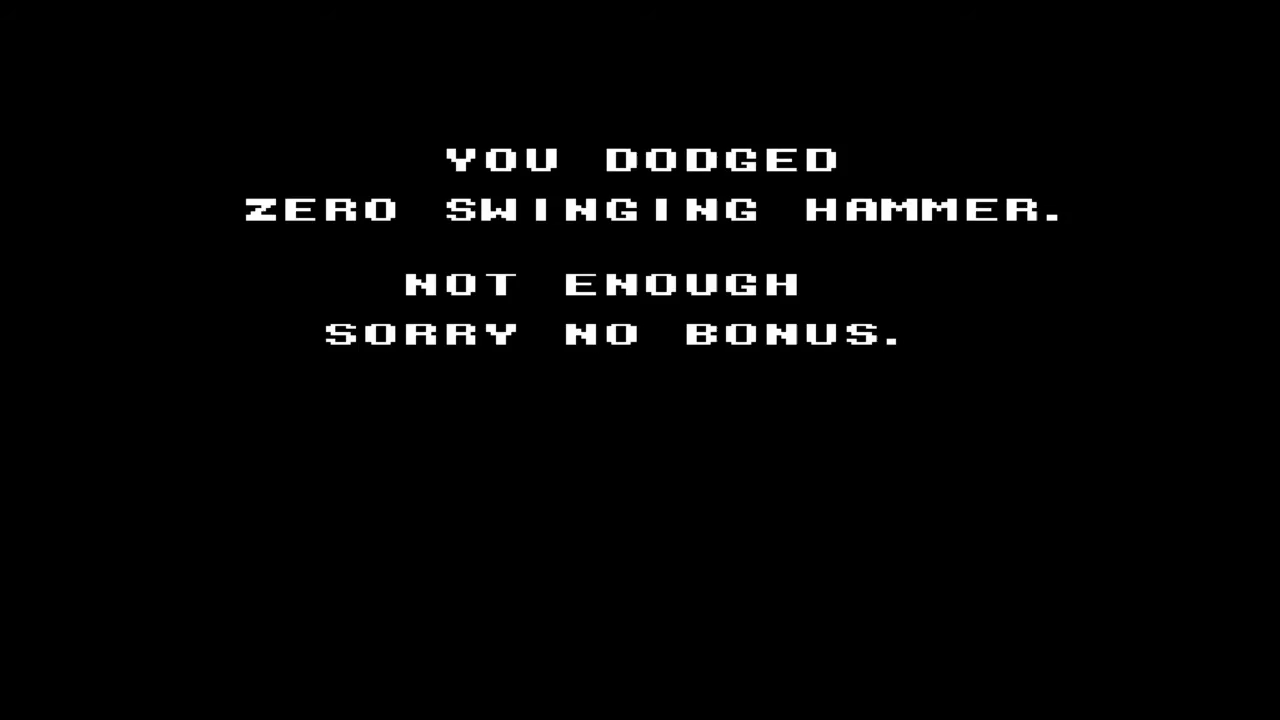 YOU DODGED
ZERO SWINGING HAMMER.
NOT ENOUGH
SORRY NO BONUS.